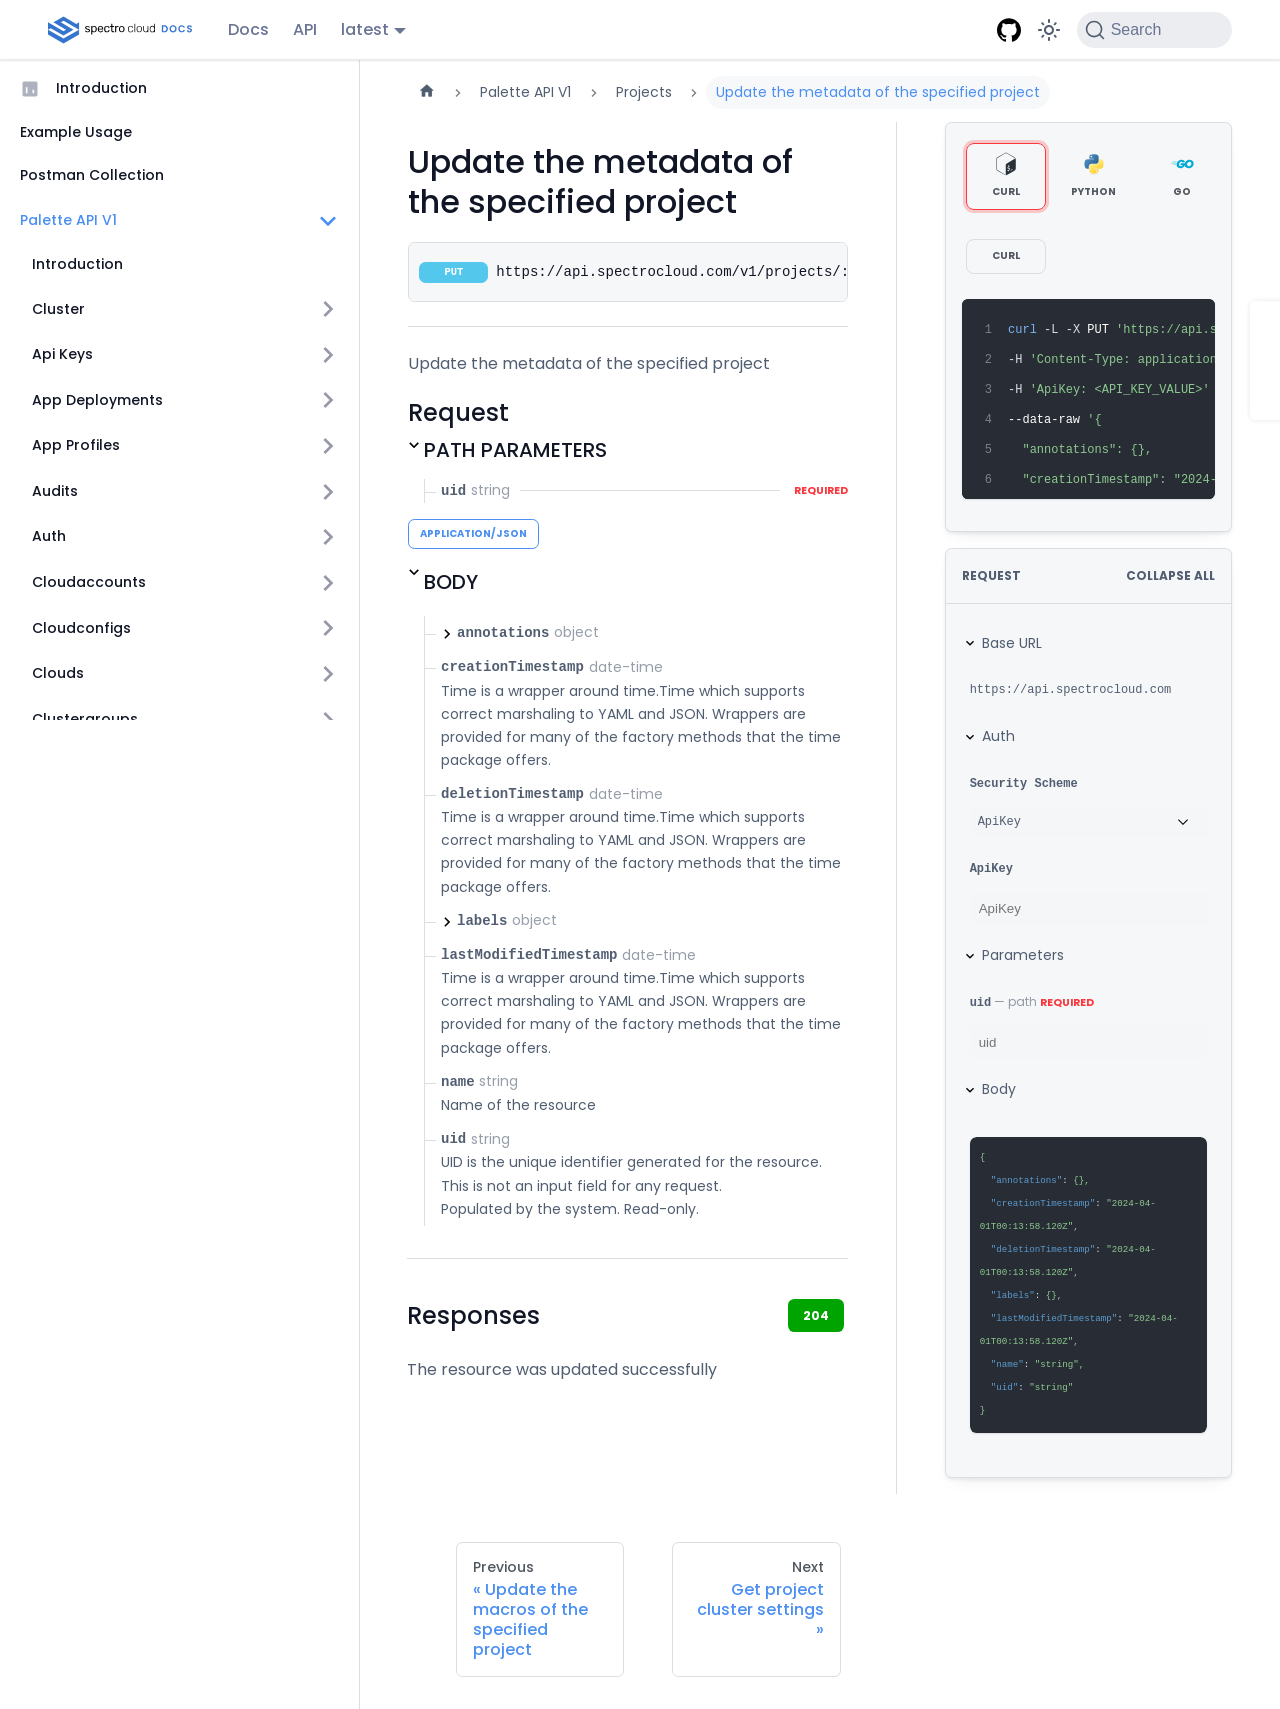 spectro cloud DOCS
Docs
API
latest
Search
Introduction
Example Usage
Postman Collection
Palette API V1
Introduction
Cluster
Api Keys
App Deployments
App Profiles
Audits
Auth
Cloudaccounts
Cloudconfigs
Clouds
Clustergroups
Palette API V1
Projects
Update the metadata of the specified project
Update the metadata of
the specified project
PUT https://api.spectrocloud.com/v1/projects/:
Update the metadata of the specified project
Request
PATH PARAMETERS
uid string REQUIRED
APPLICATION/JSON
BODY
annotations object
creationTimestamp date-time
Time is a wrapper around time.Time which supports
correct marshaling to YAML and JSON. Wrappers are
provided for many of the factory methods that the time
package offers.
deletionTimestamp date-time
Time is a wrapper around time.Time which supports
correct marshaling to YAML and JSON. Wrappers are
provided for many of the factory methods that the time
package offers.
labels object
lastModifiedTimestamp date-time
Time is a wrapper around time.Time which supports
correct marshaling to YAML and JSON. Wrappers are
provided for many of the factory methods that the time
package offers.
name string
Name of the resource
uid string
UID is the unique identifier generated for the resource.
This is not an input field for any request.
Populated by the system. Read-only.
Responses
204
The resource was updated successfully
Previous
« Update the
macros of the
specified
project
Next
Get project
cluster settings
»
CURL
PYTHON
GO
CURL
1 curl -L -X PUT 'https://api.s
2 -H 'Content-Type: application
3 -H 'ApiKey: <API_KEY_VALUE>'
4 --data-raw '{
5 "annotations": {},
6 "creationTimestamp": "2024-
REQUEST
COLLAPSE ALL
Base URL
https://api.spectrocloud.com
Auth
Security Scheme
ApiKey
ApiKey
ApiKey
Parameters
uid — path REQUIRED
uid
Body
{
"annotations": {},
"creationTimestamp": "2024-04-
01T00:13:58.120Z",
"deletionTimestamp": "2024-04-
01T00:13:58.120Z",
"labels": {},
"lastModifiedTimestamp": "2024-04-
01T00:13:58.120Z",
"name": "string",
"uid": "string"
}